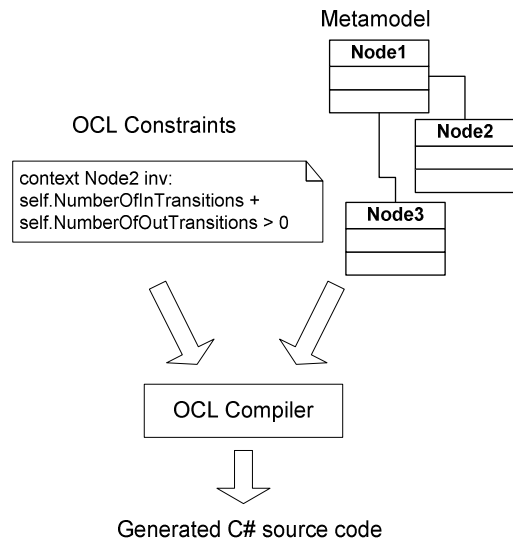 Metamodel
Node1
Node2
Node3
OCL Constraints
context Node2 inv:
self.NumberOfInTransitions +
self.NumberOfOutTransitions > 0
OCL Compiler
Generated C# source code